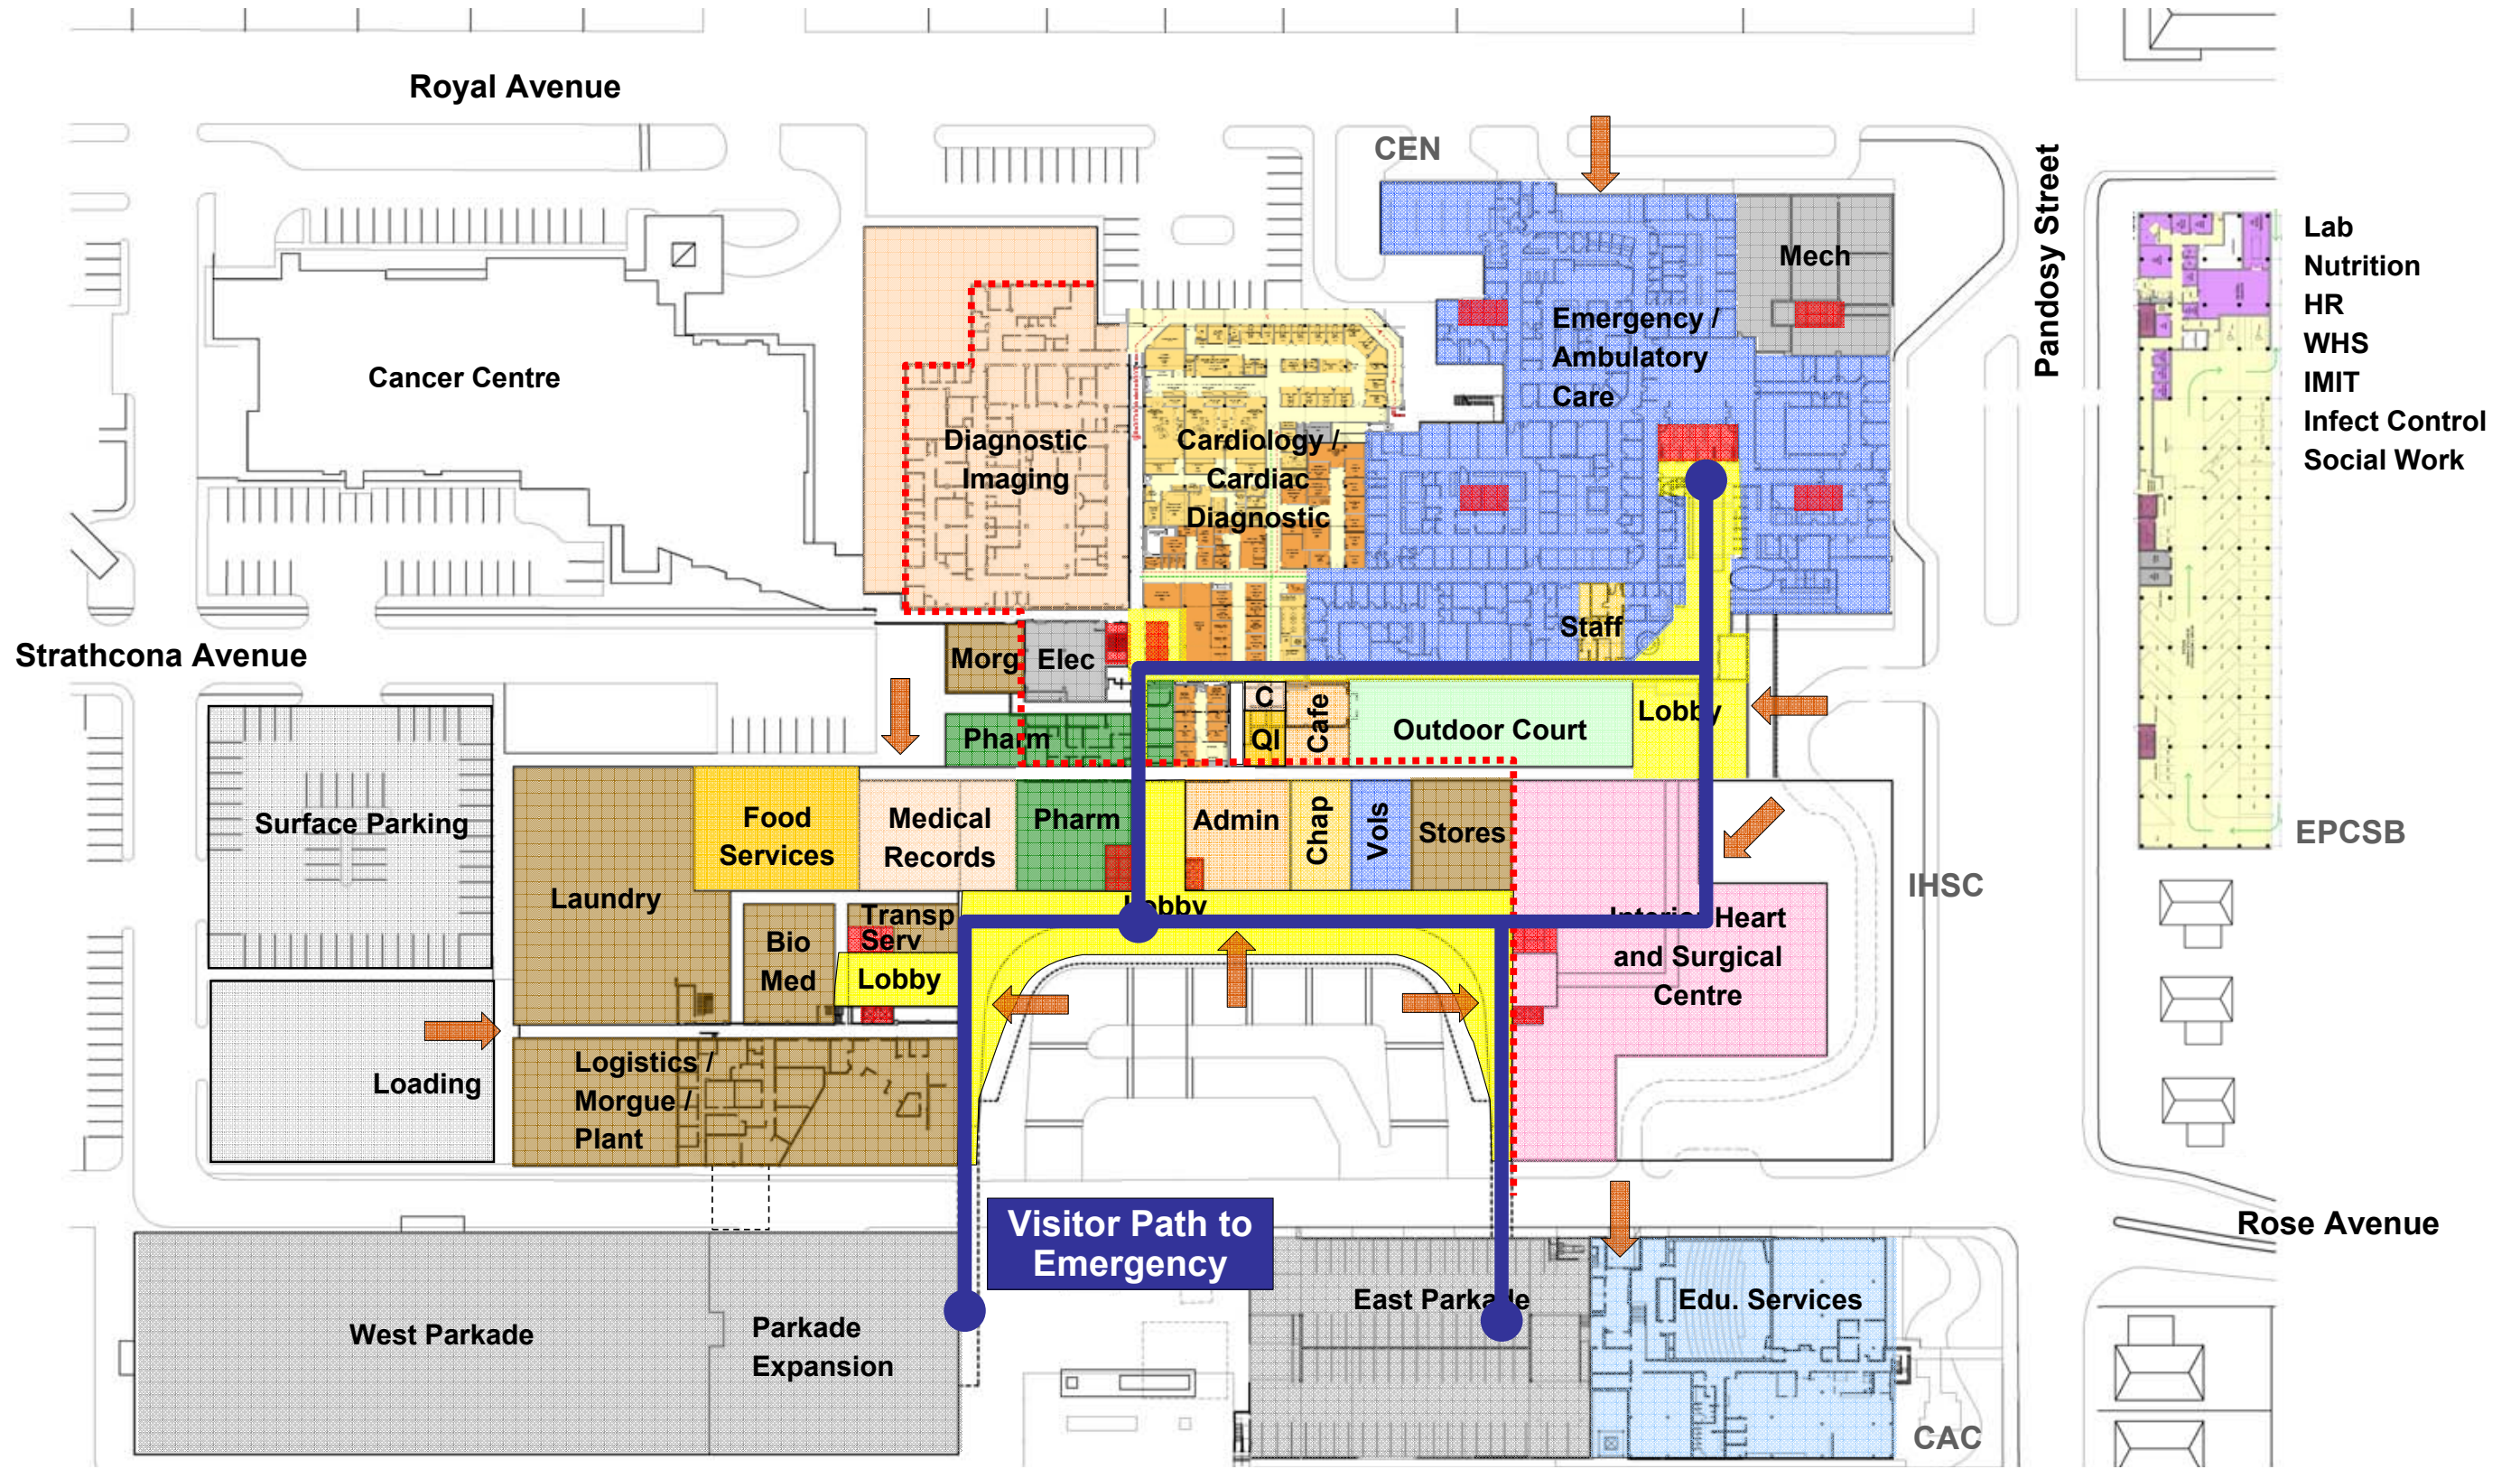 Royal Avenue
CEN
Pandosy Street
Lab
Nutrition
HR
WHS
IMIT
Infect Control
Social Work
Mech
Emergency /
Ambulatory
Care
Cancer Centre
Diagnostic
Imaging
Cardiology /
Cardiac
Diagnostic
Staff
Strathcona Avenue
Morg
Elec
C
QI
Cafe
Outdoor Court
Lobby
Pharm
Surface Parking
Laundry
Food
Services
Medical
Records
Pharm
Admin
Chap
Vols
Stores
EPCSB
IHSC
Lobby
Interior Heart
and Surgical
Centre
Transp
Serv
Bio
Med
Lobby
Loading
Logistics /
Morgue /
Plant
Visitor Path to
Emergency
Rose Avenue
West Parkade
Parkade
Expansion
East Parkade
Edu. Services
CAC